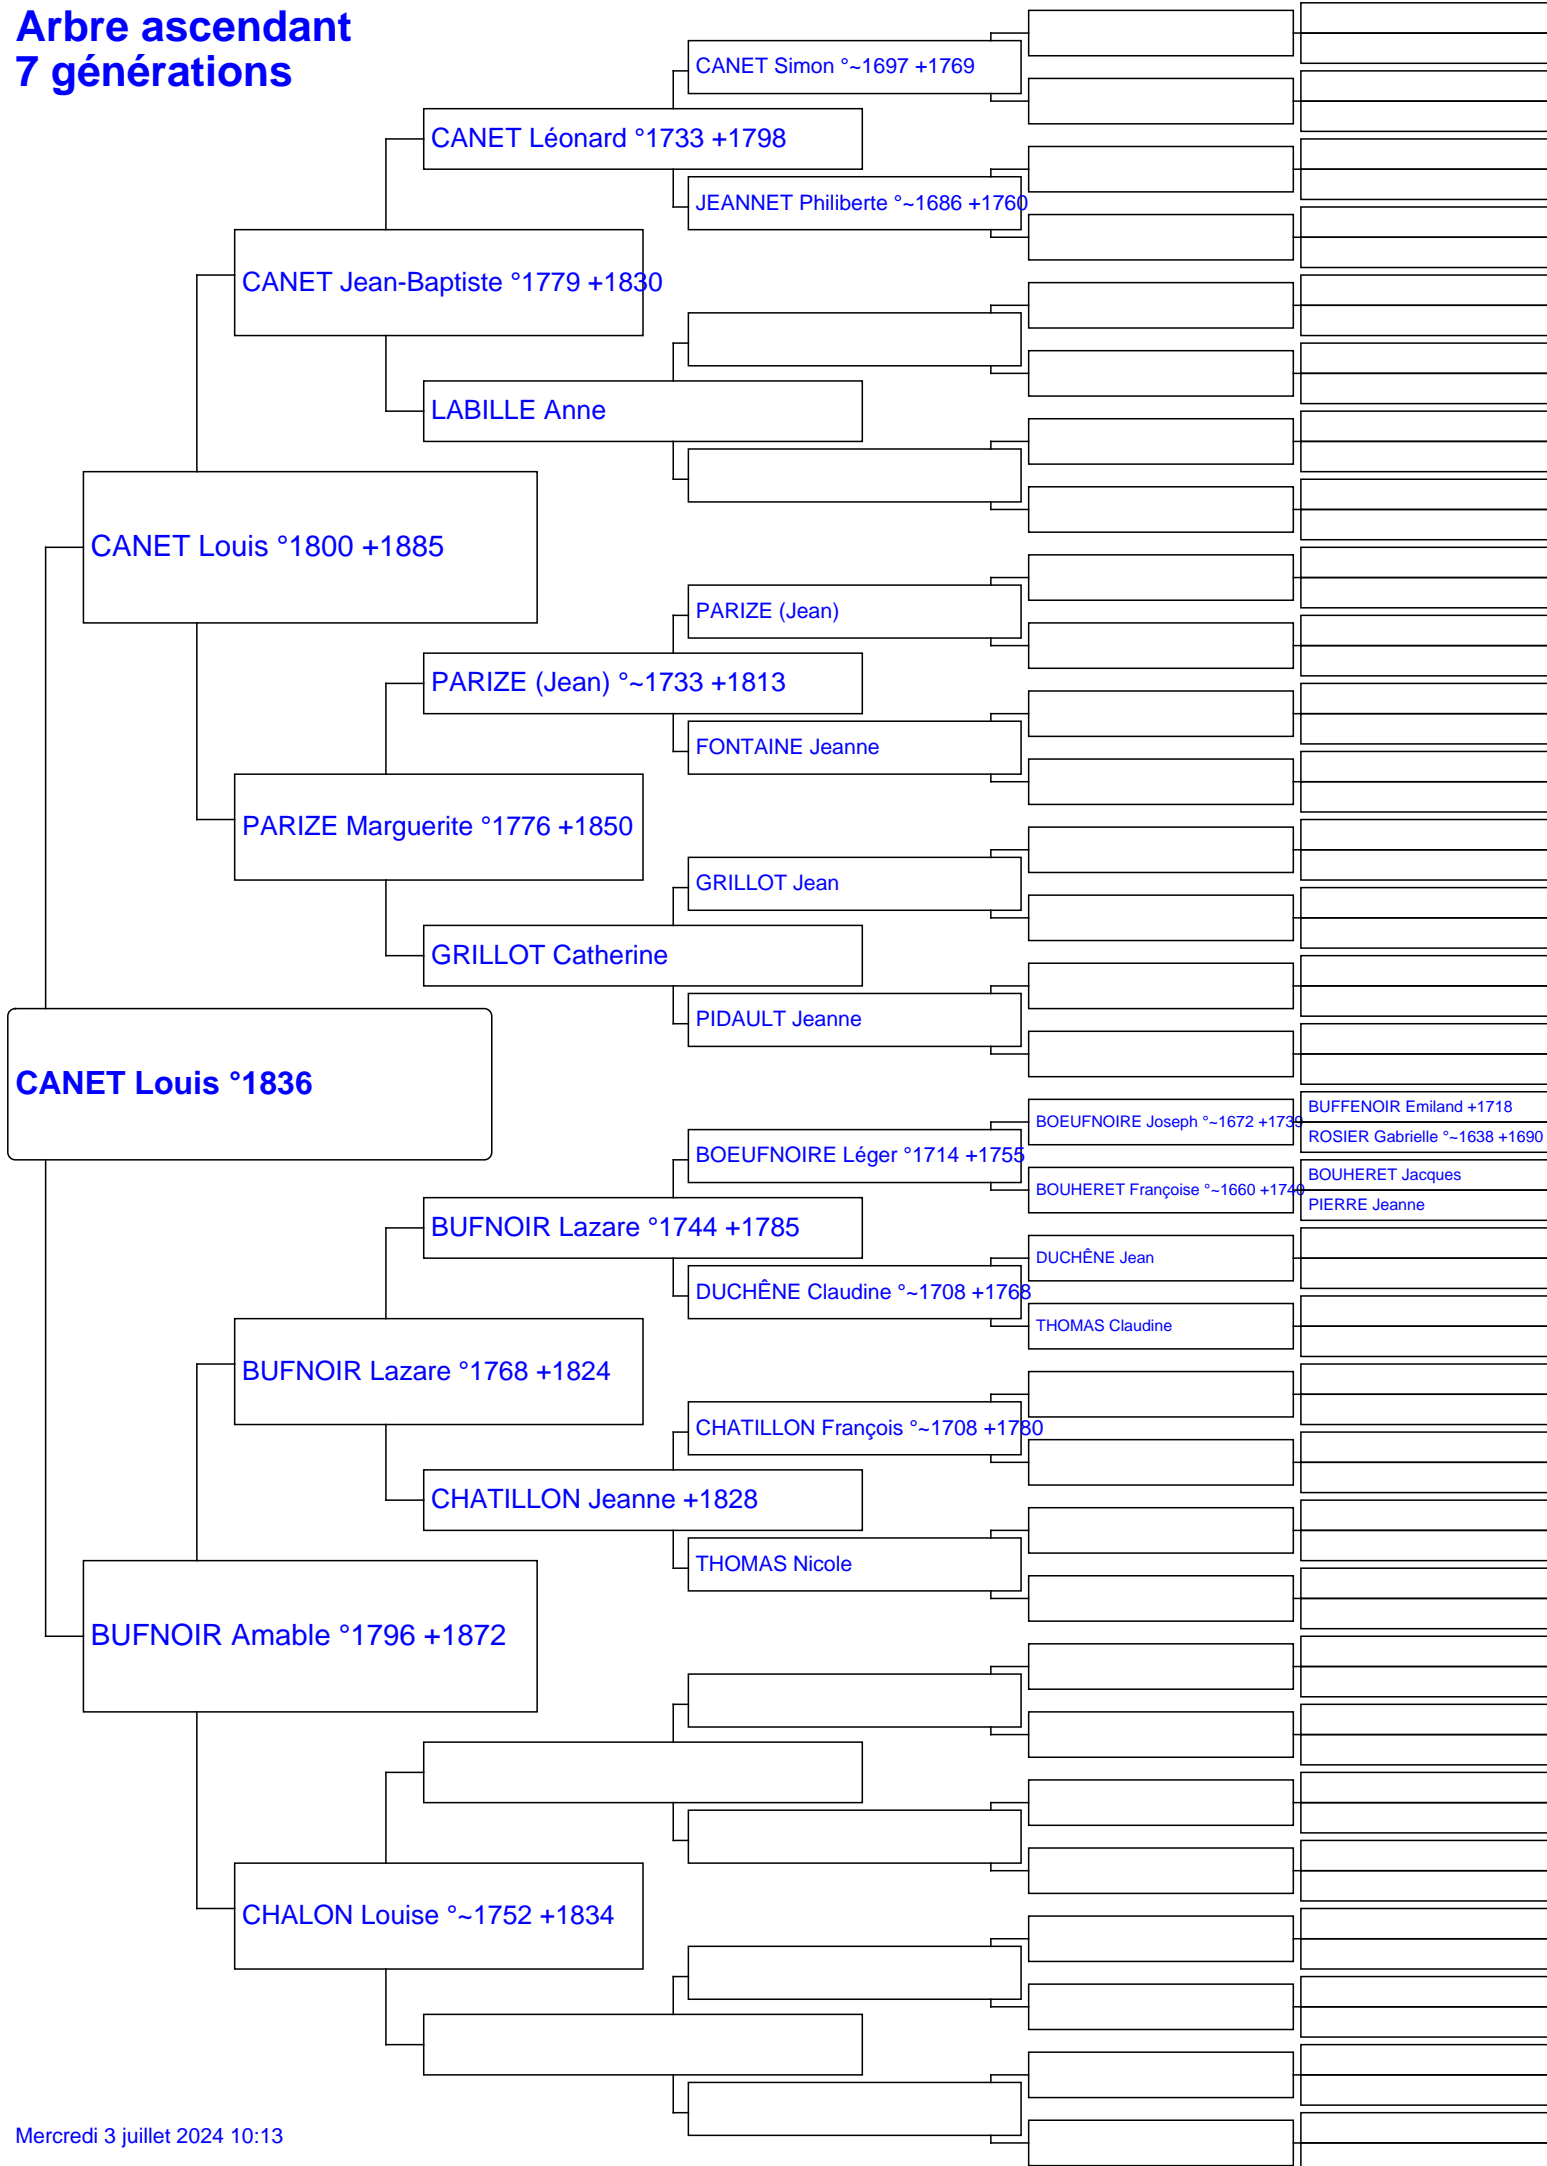 Arbre ascendant
7 générations
CANET Simon °~1697 +1769
CANET Léonard °1733 +1798
JEANNET Philiberte °~1686 +1760
CANET Jean-Baptiste °1779 +1830
LABILLE Anne
CANET Louis °1800 +1885
PARIZE (Jean)
PARIZE (Jean) °~1733 +1813
FONTAINE Jeanne
PARIZE Marguerite °1776 +1850
GRILLOT Jean
GRILLOT Catherine
PIDAULT Jeanne
CANET Louis °1836
BUFFENOIR Emiland +1718
BOEUFNOIRE Joseph °~1672 +1739
ROSIER Gabrielle °~1638 +1690
BOEUFNOIRE Léger °1714 +1755
BOUHERET Jacques
BOUHERET Françoise °~1660 +1740
PIERRE Jeanne
BUFNOIR Lazare °1744 +1785
DUCHÊNE Jean
DUCHÊNE Claudine °~1708 +1768
THOMAS Claudine
BUFNOIR Lazare °1768 +1824
CHATILLON François °~1708 +1780
CHATILLON Jeanne +1828
THOMAS Nicole
BUFNOIR Amable °1796 +1872
CHALON Louise °~1752 +1834
Mercredi 3 juillet 2024 10:13